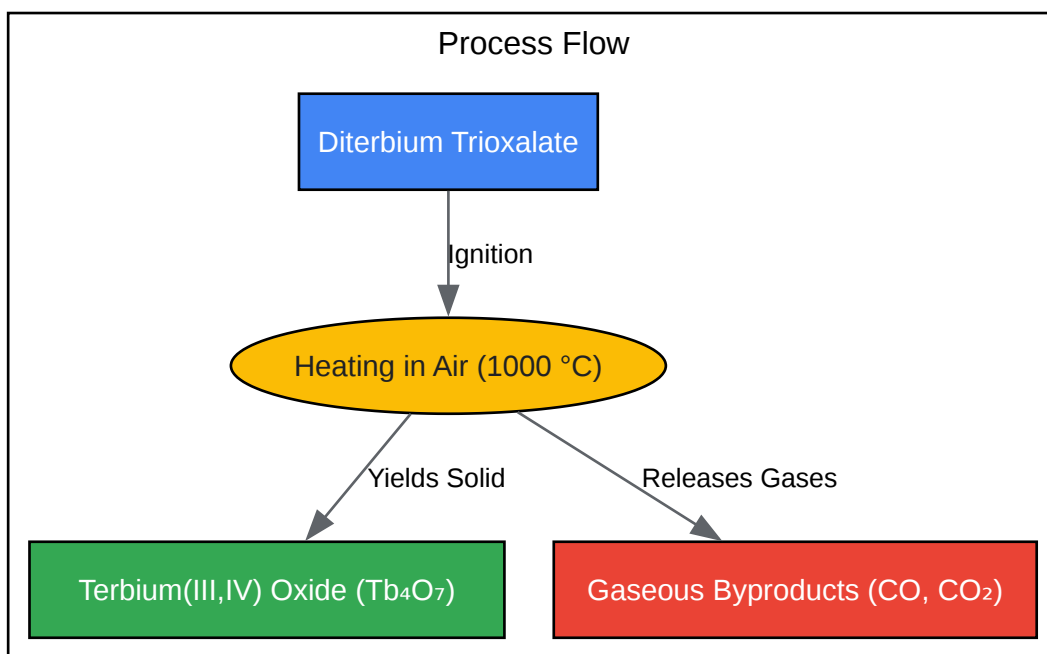 Process Flow
Diterbium Trioxalate
Ignition
Heating in Air (1000 °C)
Yields Solid
Releases Gases
Terbium(III,IV) Oxide (Tb₄O₇)
Gaseous Byproducts (CO, CO₂)